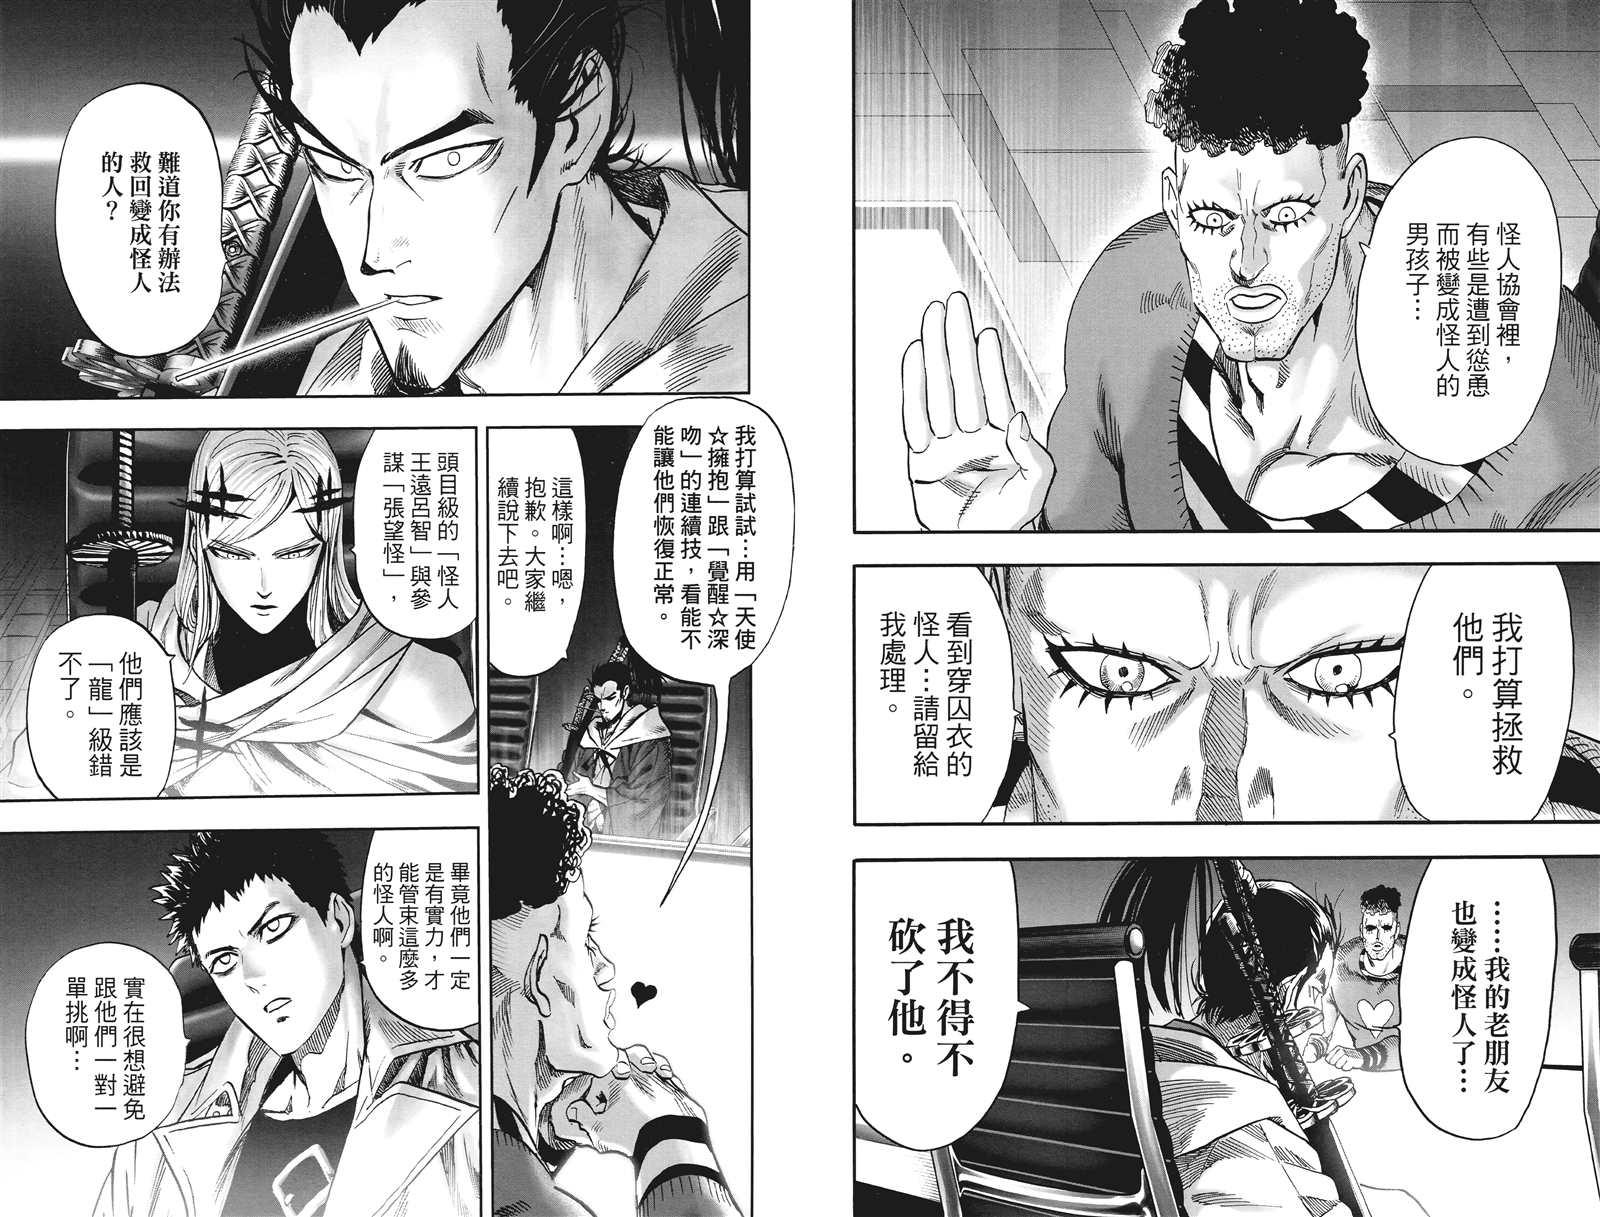 怪人協會裡，
有些是遭到慫恿
而被變成怪人的
男孩子…
我打算拯救
他們。
看到穿囚衣的
怪人…請留給
我處理。
……我的老朋友
也變成怪人了…
我不得不
砍了他。
難道你有辦法
救回變成怪人
的人？
我打算試試…用「天使
☆擁抱」跟「覺醒☆深
吻」的連續技，看能不
能讓他們恢復正常。
這樣啊…嗯，
抱歉。大家繼
續說下去吧。
頭目級的「怪人
王遠呂智」與參
謀「張望怪」，
他們應該是
「龍」級錯
不了。
畢竟他們一定
是有實力，才
能管束這麼多
的怪人啊。
實在很想避免
跟他們一對一
單挑啊…